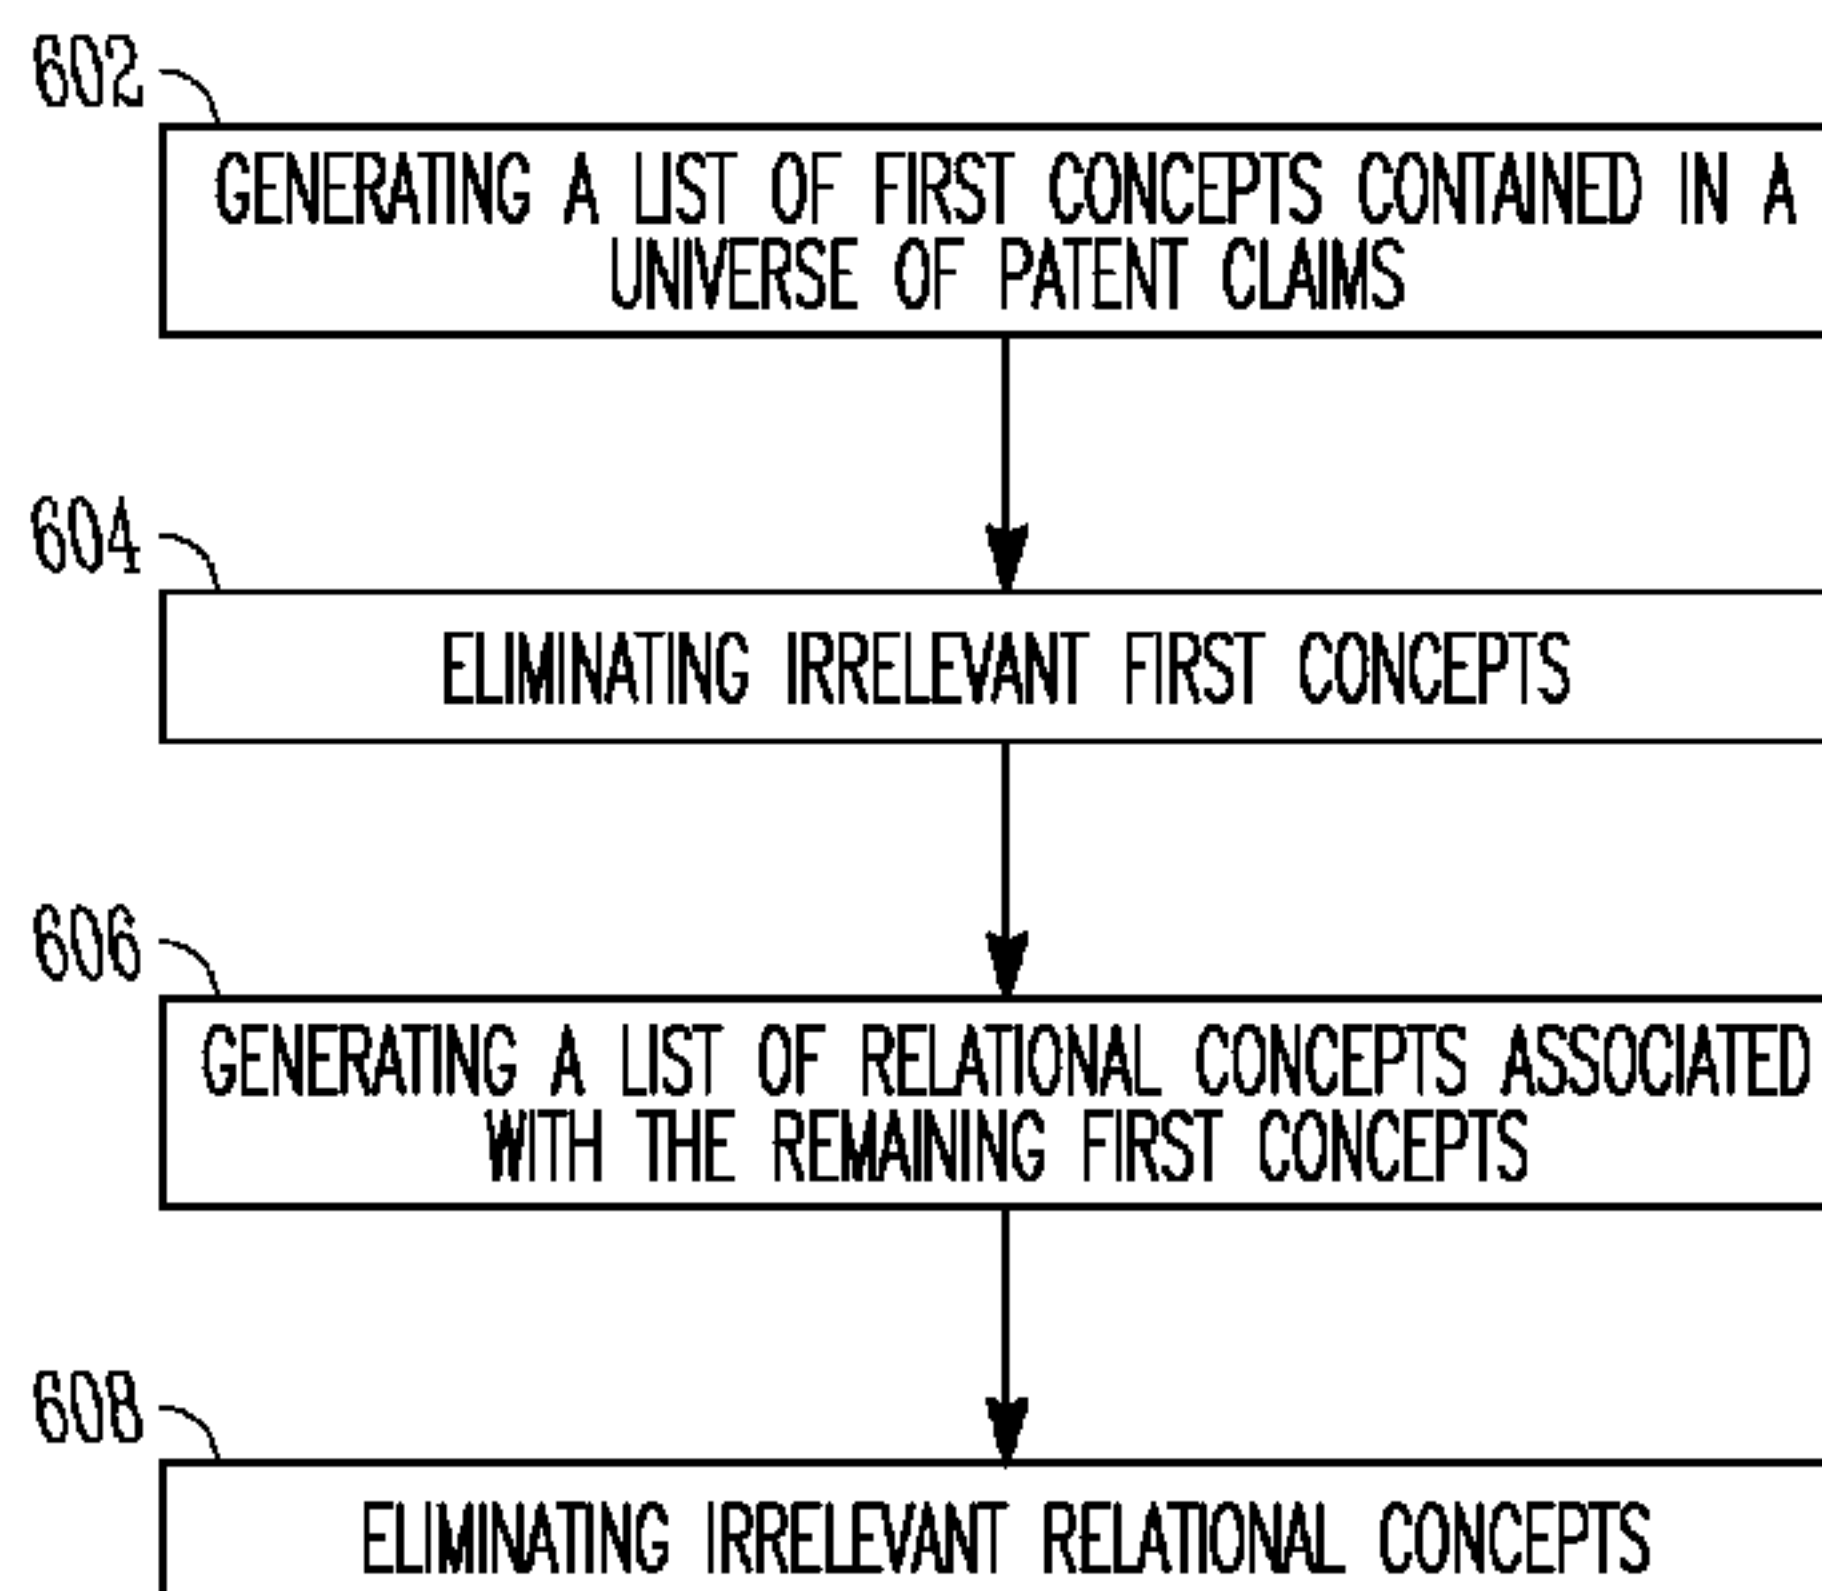 602
GENERATING A LIST OF FIRST CONCEPTS CONTAINED IN A
UNIVERSE OF PATENT CLAIMS
604
ELIMINATING IRRELEVANT FIRST CONCEPTS
606
GENERATING A LIST OF RELATIONAL CONCEPTS ASSOCIATED
WITH THE REMAINING FIRST CONCEPTS
608
ELIMINATING IRRELEVANT RELATIONAL CONCEPTS